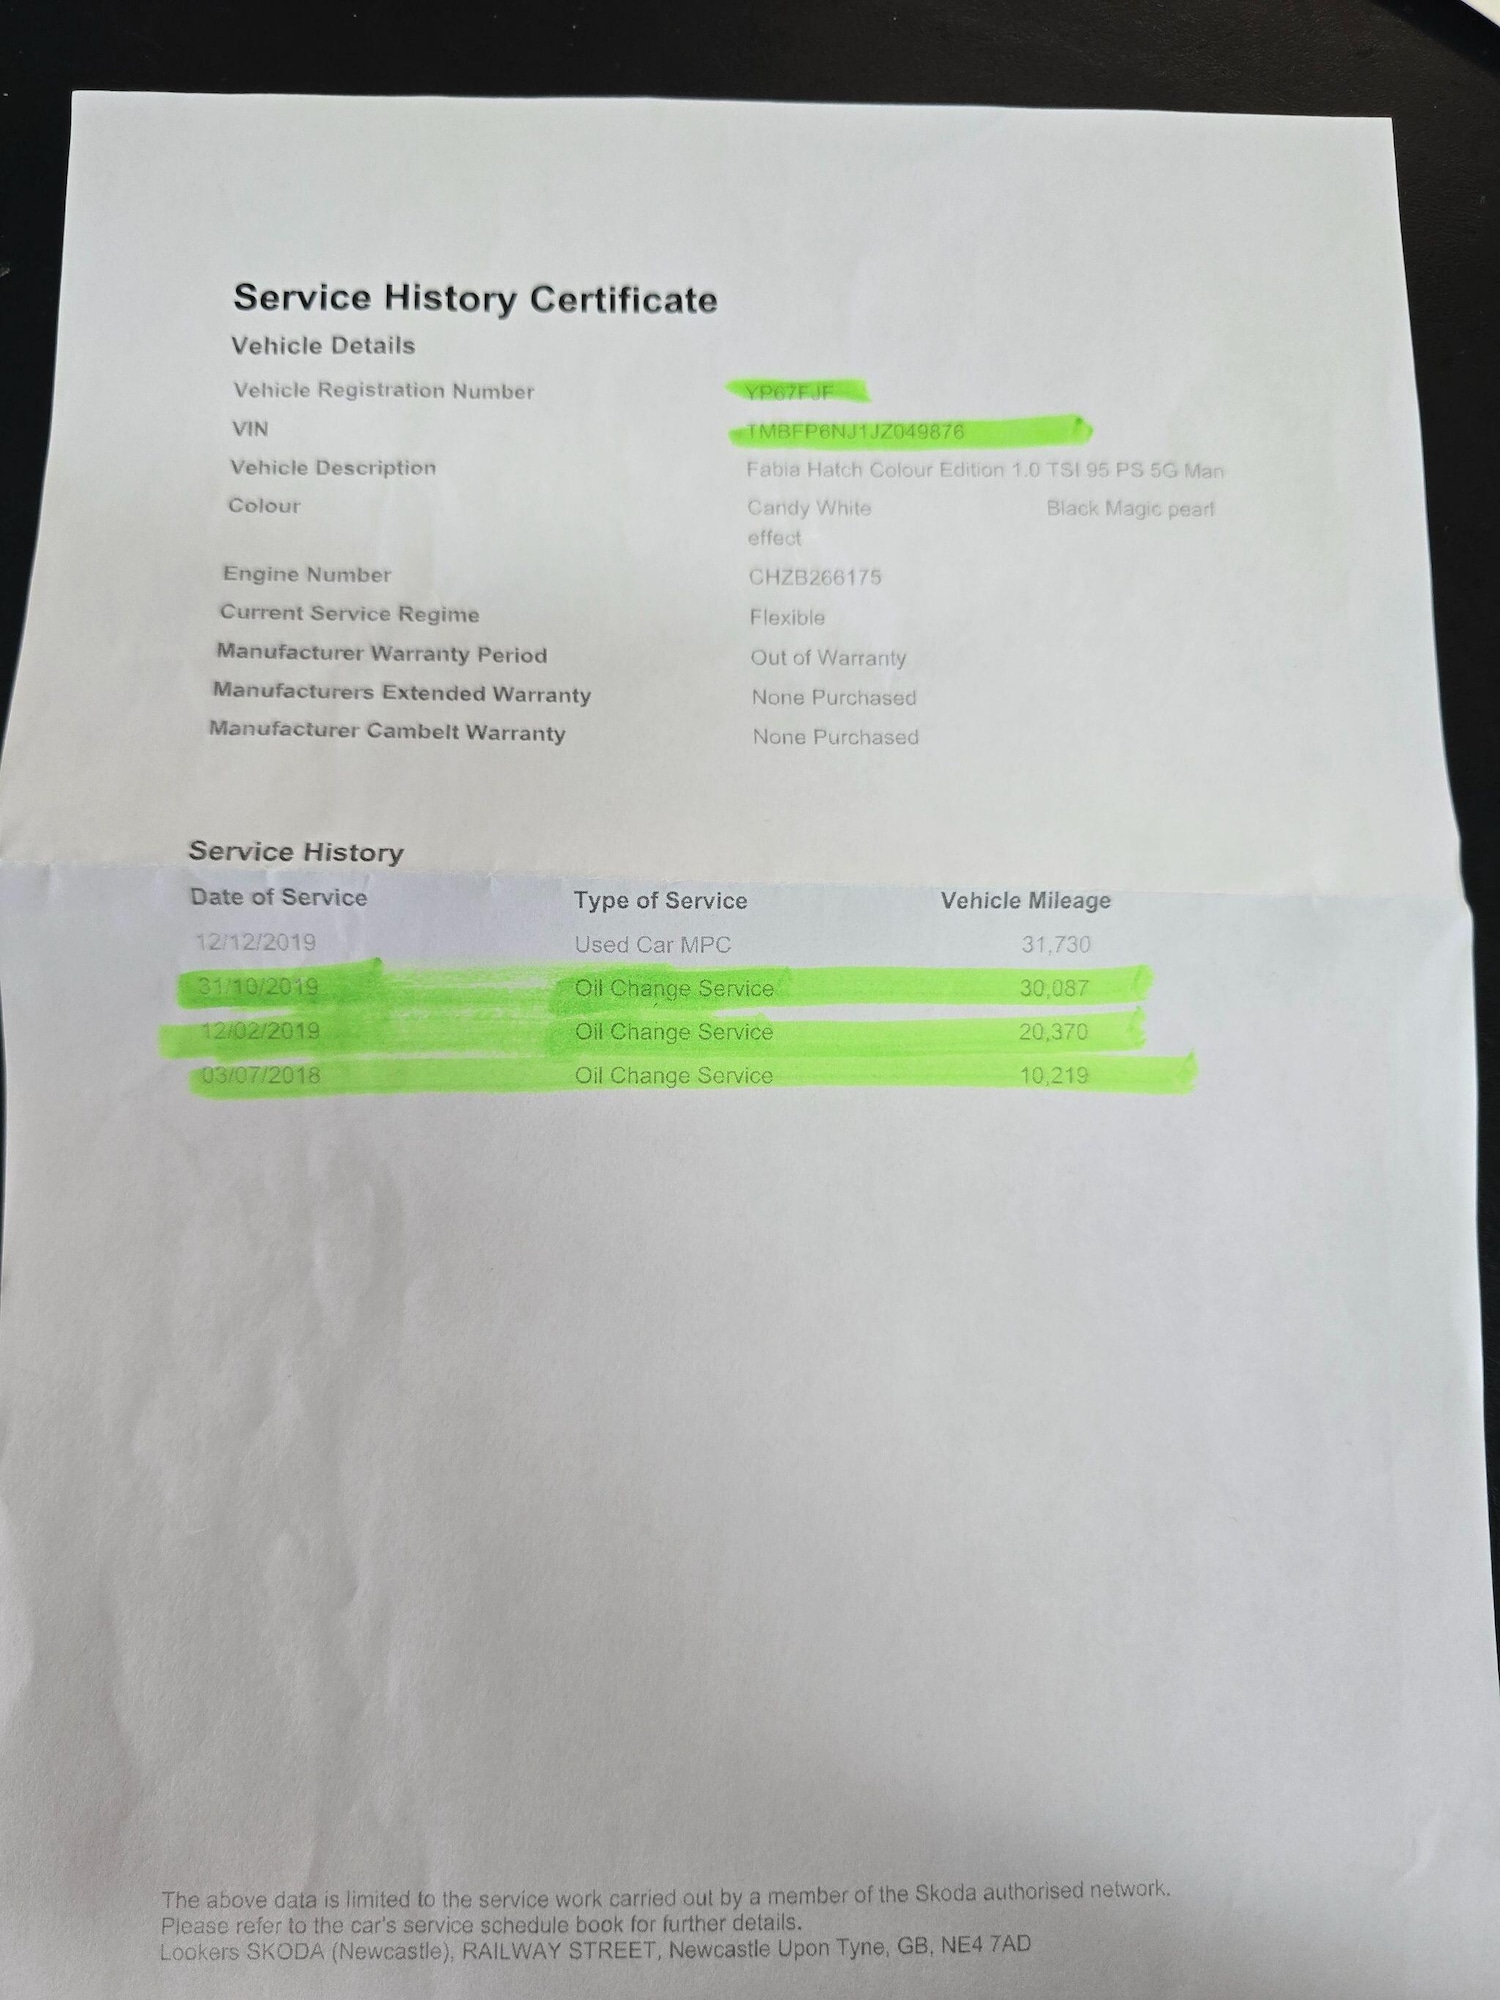 Service History Certificate
Vehicle Details
Vehicle Registration Number YP67FJF
VIN TMBFP6NJ1JZ049876
Vehicle Description Fabia Hatch Colour Edition 1.0 TSI 95 PS 5G Man
Colour Candy White Black Magic pearl
effect
Engine Number CHZB266175
Current Service Regime Flexible
Manufacturer Warranty Period Out of Warranty
Manufacturers Extended Warranty None Purchased
Manufacturer Cambelt Warranty None Purchased
Service History
Date of Service Type of Service Vehicle Mileage
12/12/2019 Used Car MPC 31,730
31/10/2019 Oil Change Service 30,087
12/02/2019 Oil Change Service 20,370
03/07/2018 Oil Change Service 10,219
The above data is limited to the service work carried out by a member of the Skoda authorised network.
Please refer to the car's service schedule book for further details.
Lookers SKODA (Newcastle), RAILWAY STREET, Newcastle Upon Tyne, GB, NE4 7AD